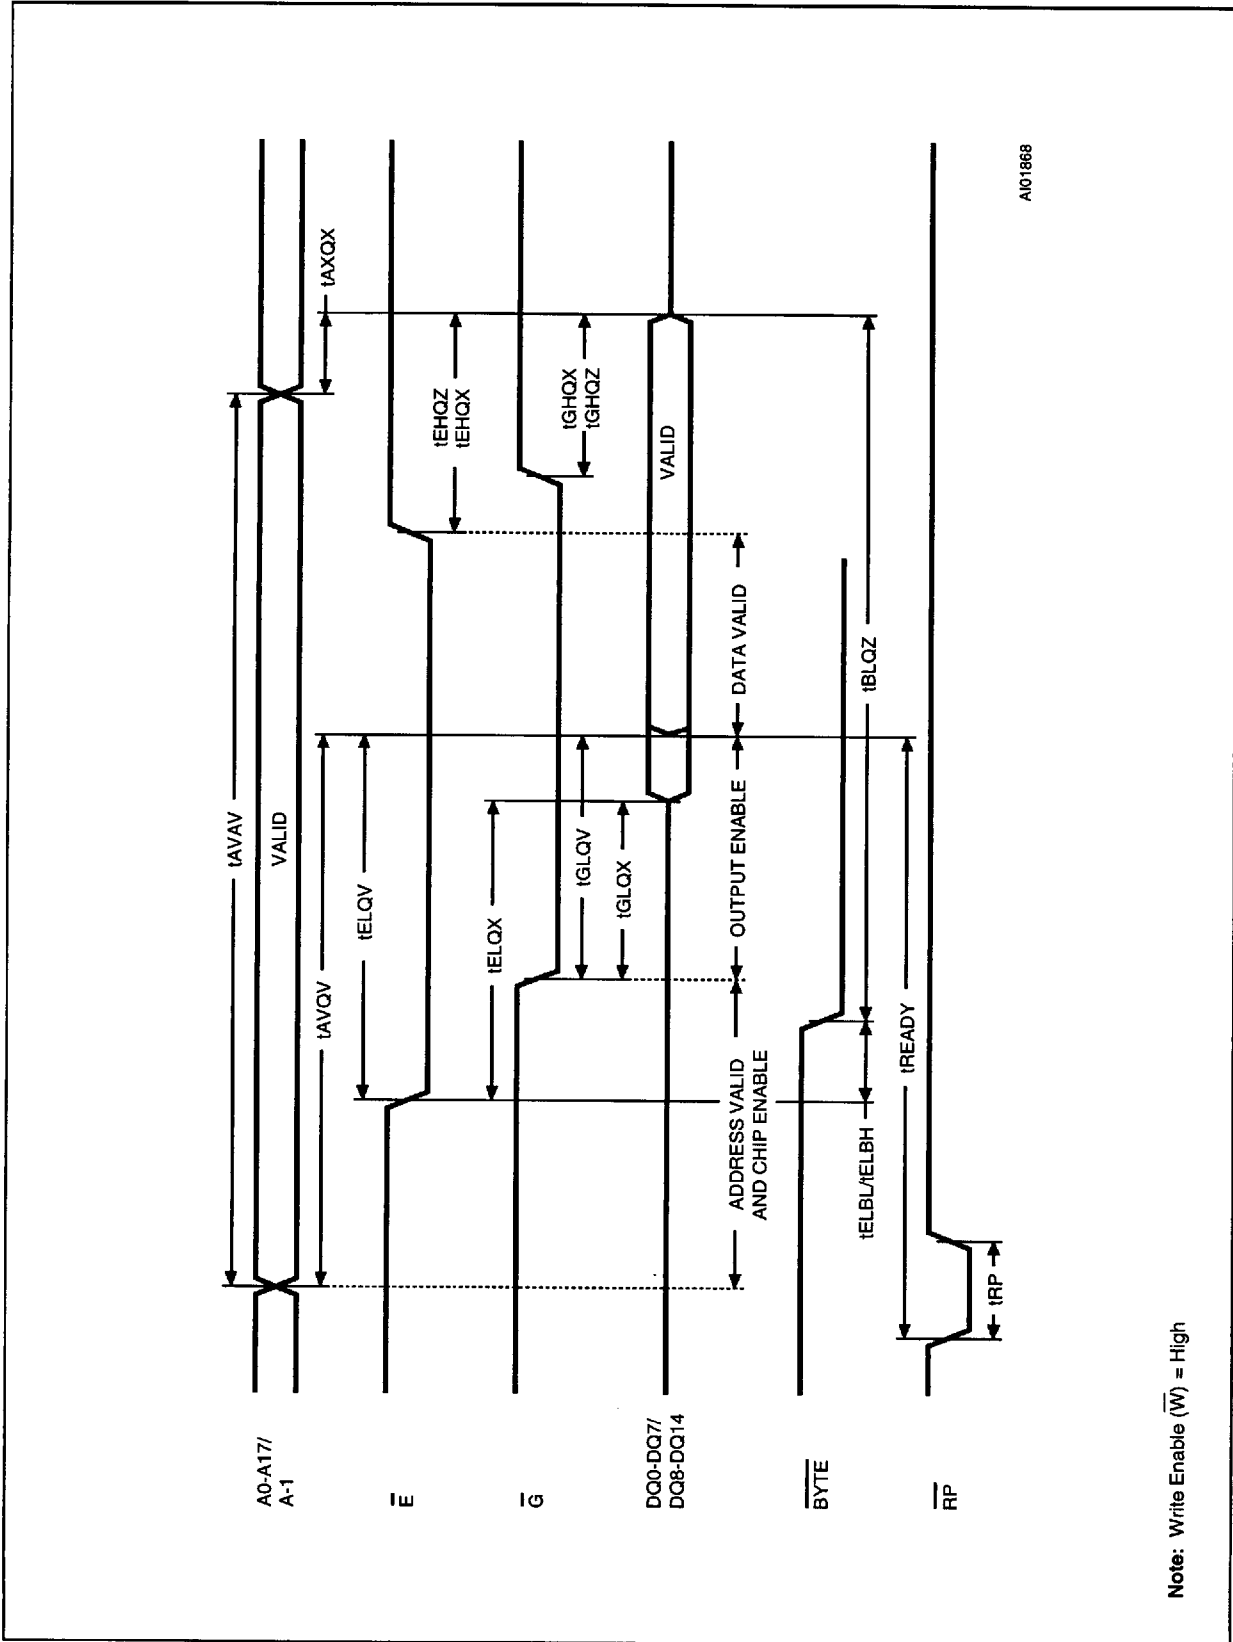 tAVAV
A0-A17/
A-1
VALID
tAVQV
tAXQX
tELQV
E
tEHQZ
tEHQX
tELQX
G
tGLQV
tGHQX
tGHQZ
tGLQX
DQ0-DQ7/
DQ8-DQ14
VALID
ADDRESS VALID
AND CHIP ENABLE
OUTPUT ENABLE
DATA VALID
BYTE
tELBL/tELBH
tBLQZ
tREADY
RP
tRP
AI01868
Note: Write Enable (W) = High